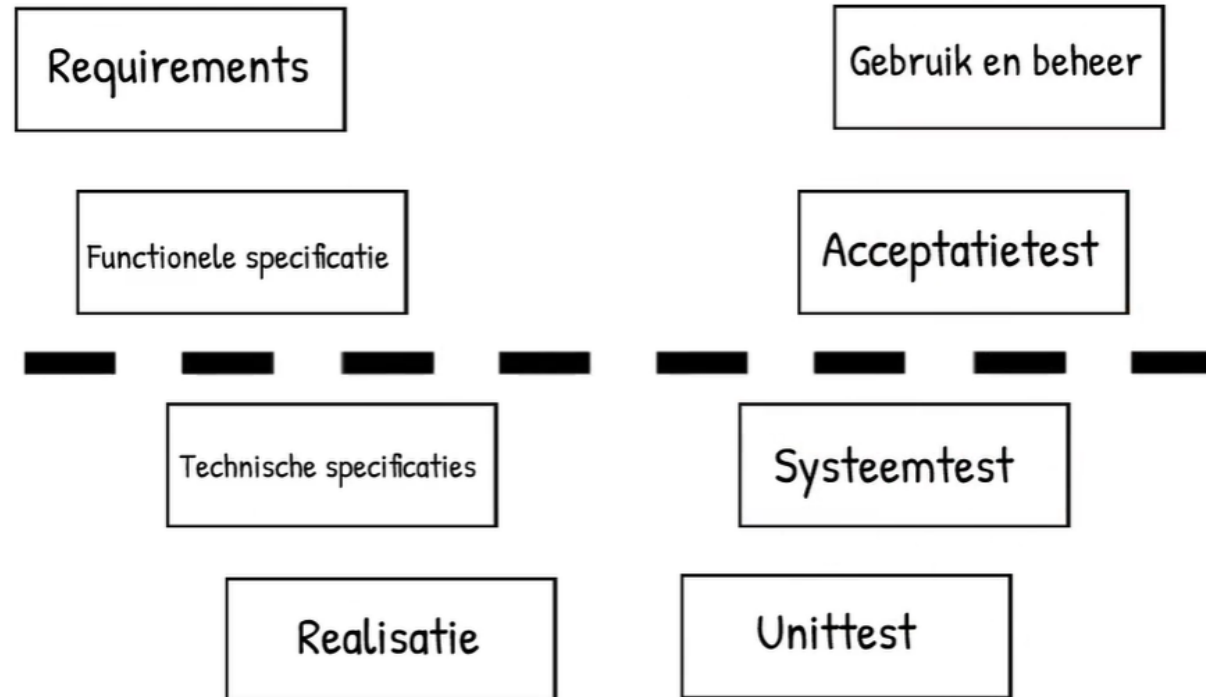 Requirements
Gebruik en beheer
Functionele specificatie
Acceptatietest
Technische specificaties
Systeemtest
Realisatie
Unittest